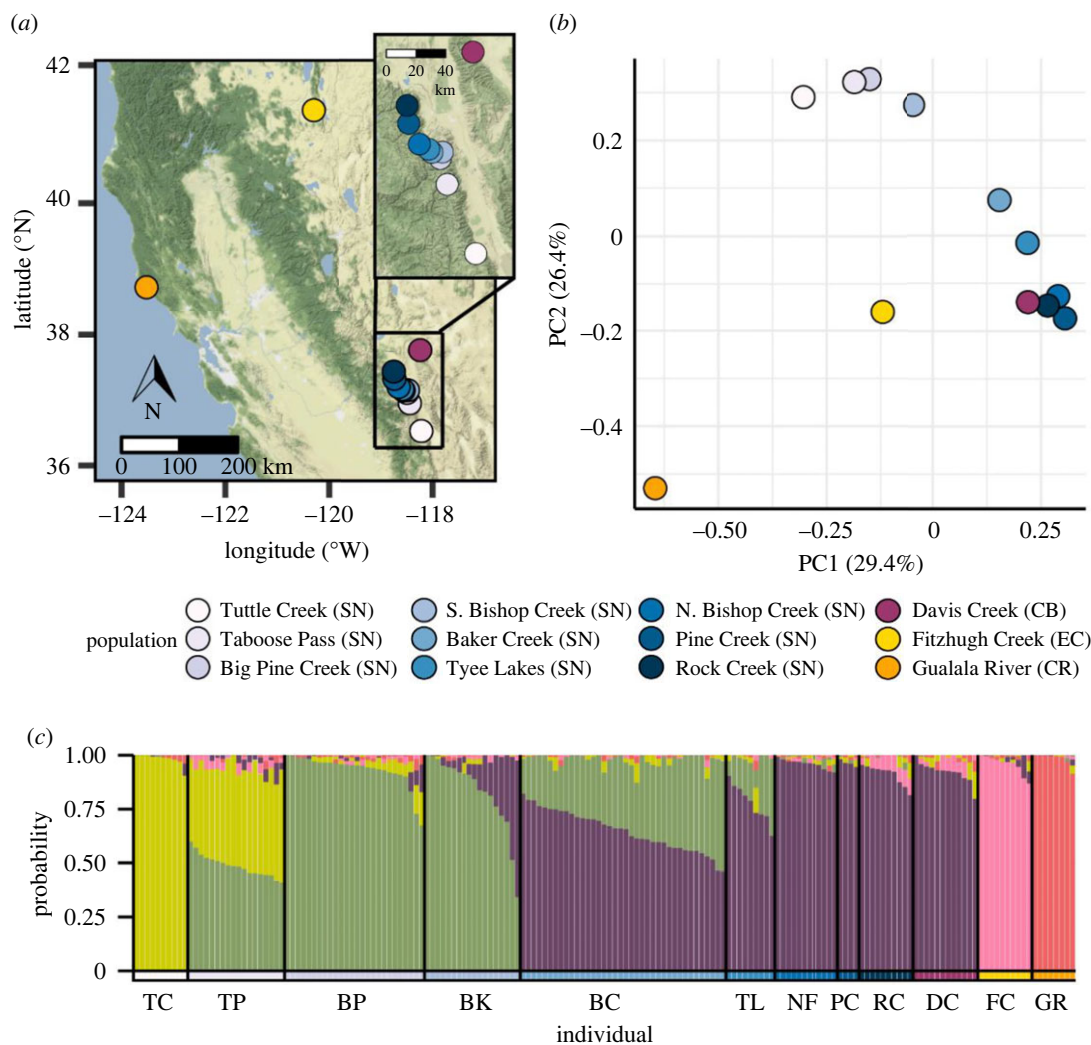 (a)
42
40
38
36
latitude (°N)
0 20 40
km
N
0 100 200 km
–124 –122 –120 –118
longitude (°W)
(b)
0.2
0
–0.2
–0.4
PC2 (26.4%)
–0.50 –0.25 0 0.25
PC1 (29.4%)
population
Tuttle Creek (SN) S. Bishop Creek (SN) N. Bishop Creek (SN) Davis Creek (CB)
Taboose Pass (SN) Baker Creek (SN) Pine Creek (SN) Fitzhugh Creek (EC)
Big Pine Creek (SN) Tyee Lakes (SN) Rock Creek (SN) Gualala River (CR)
(c)
1.00
0.75
0.50
0.25
0
probability
TC TP BP BK BC TL NF PC RC DC FC GR
individual